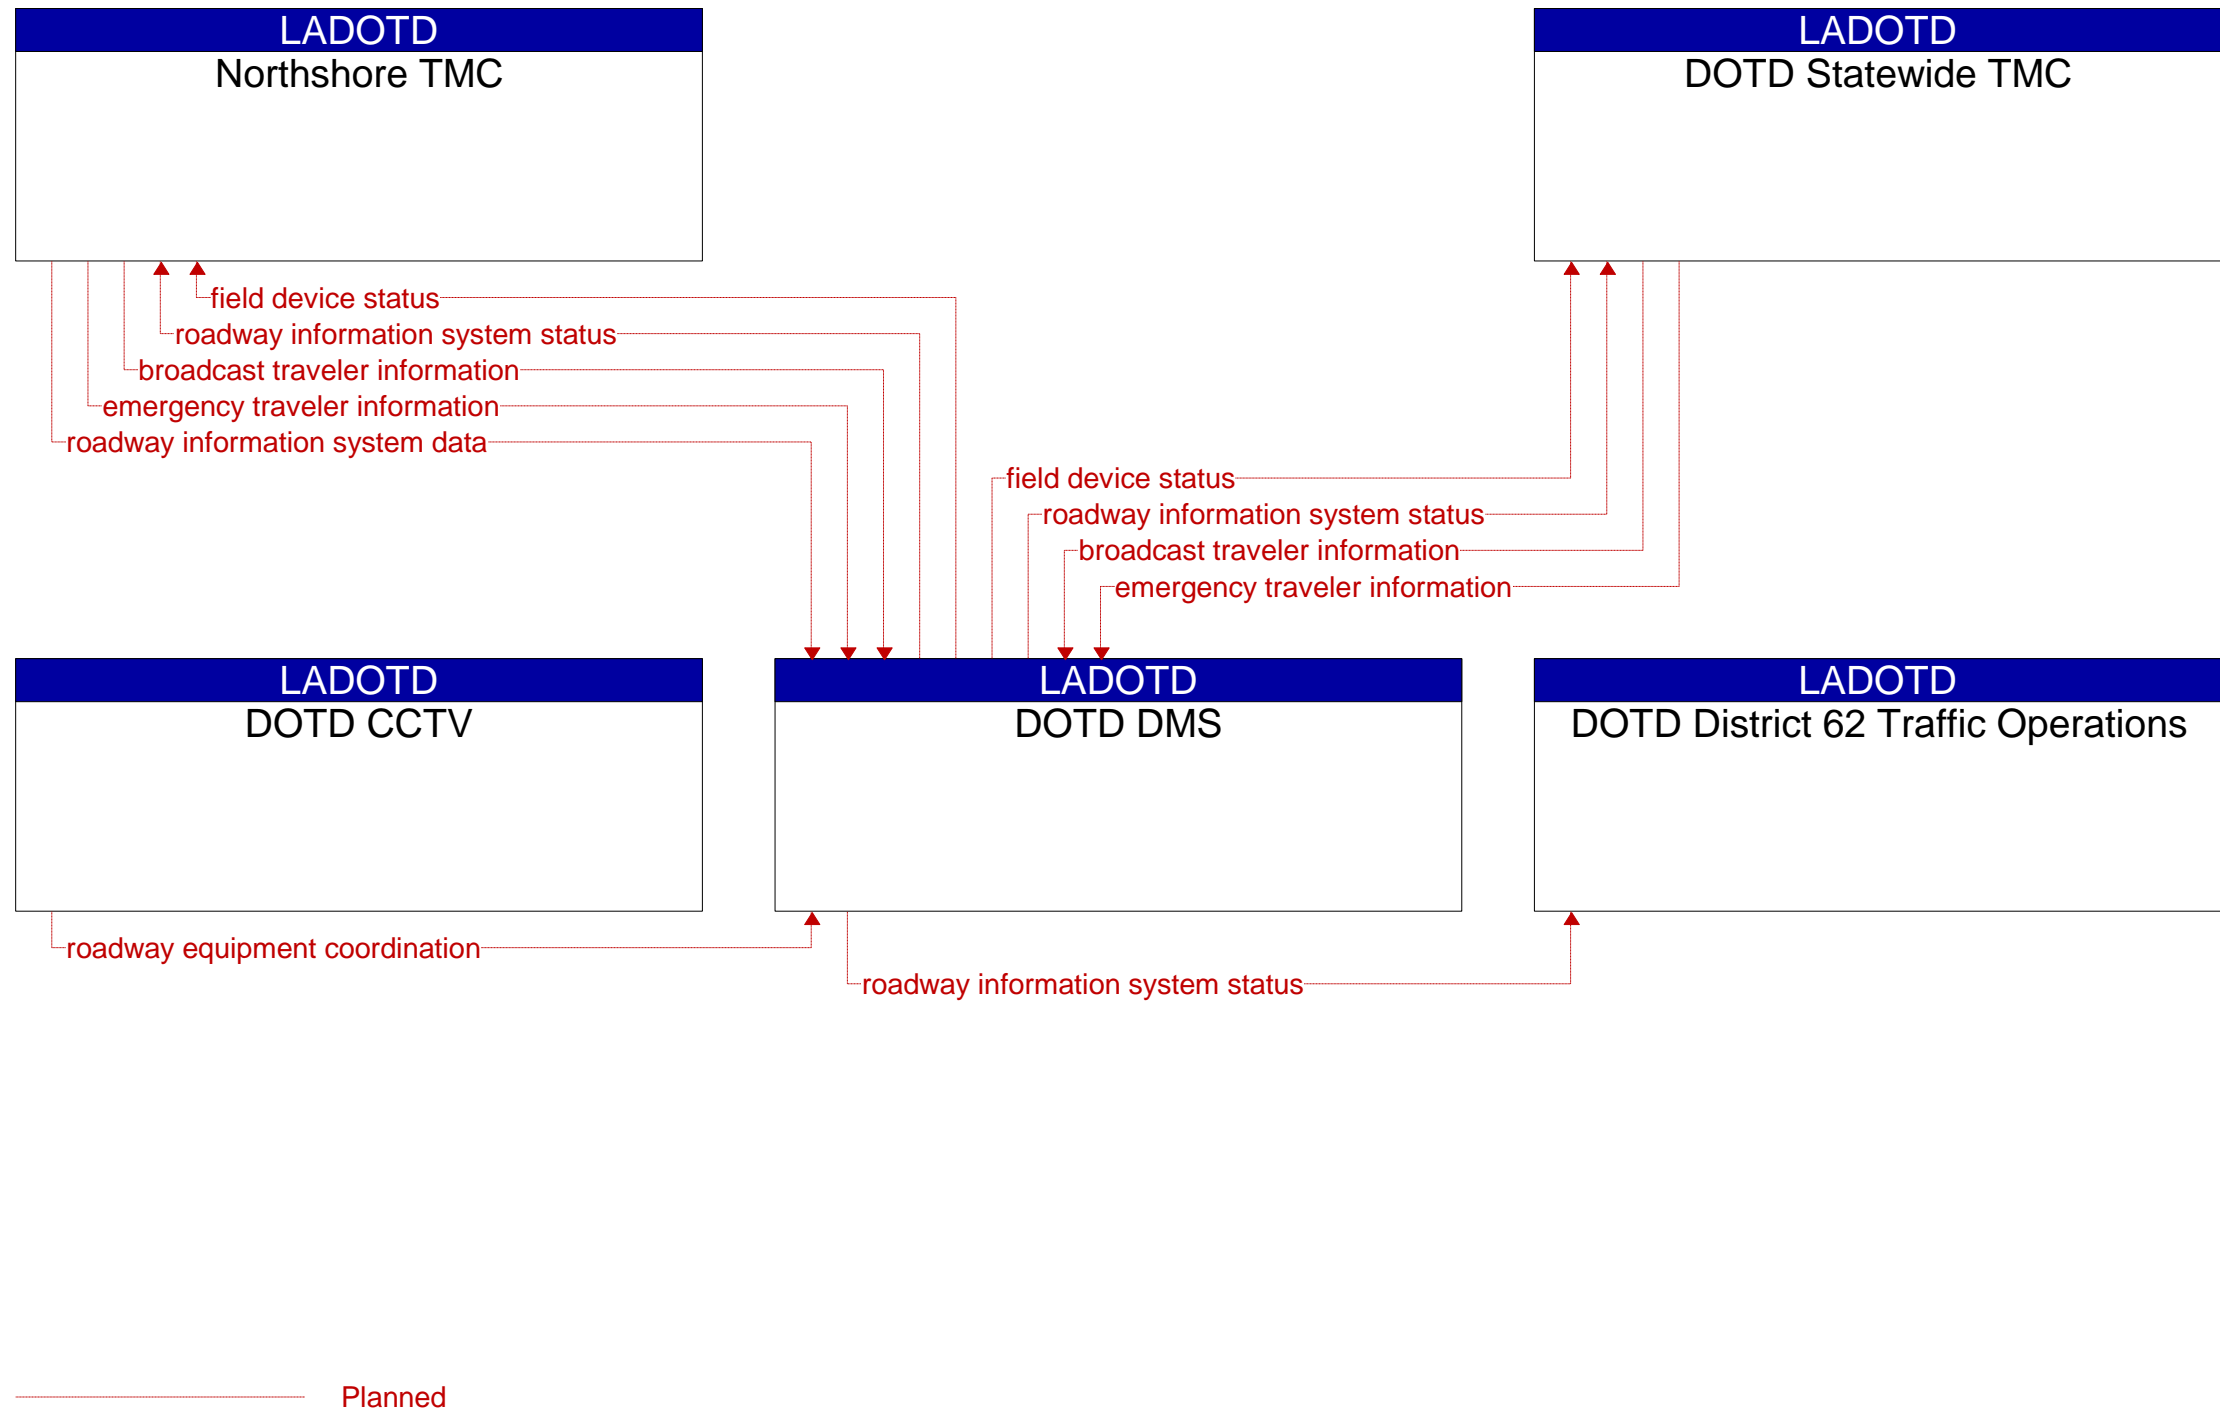 LADOTD
Northshore TMC
LADOTD
DOTD Statewide TMC
field device status
roadway information system status
broadcast traveler information
emergency traveler information
roadway information system data
field device status
roadway information system status
broadcast traveler information
emergency traveler information
LADOTD
DOTD CCTV
LADOTD
DOTD DMS
LADOTD
DOTD District 62 Traffic Operations
roadway equipment coordination
roadway information system status
Planned